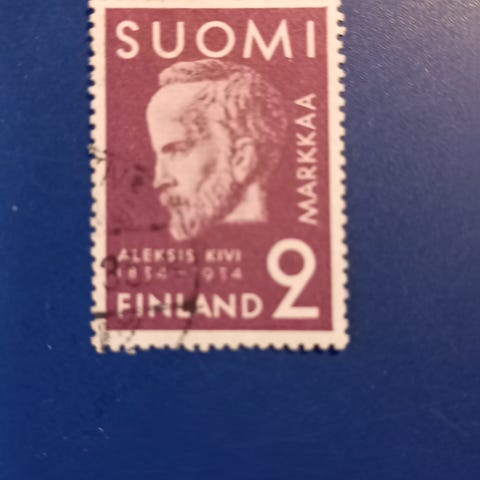 SUOMI
MARKKAA
ALEKSIS KIVI
1834-1934
FINLAND 2